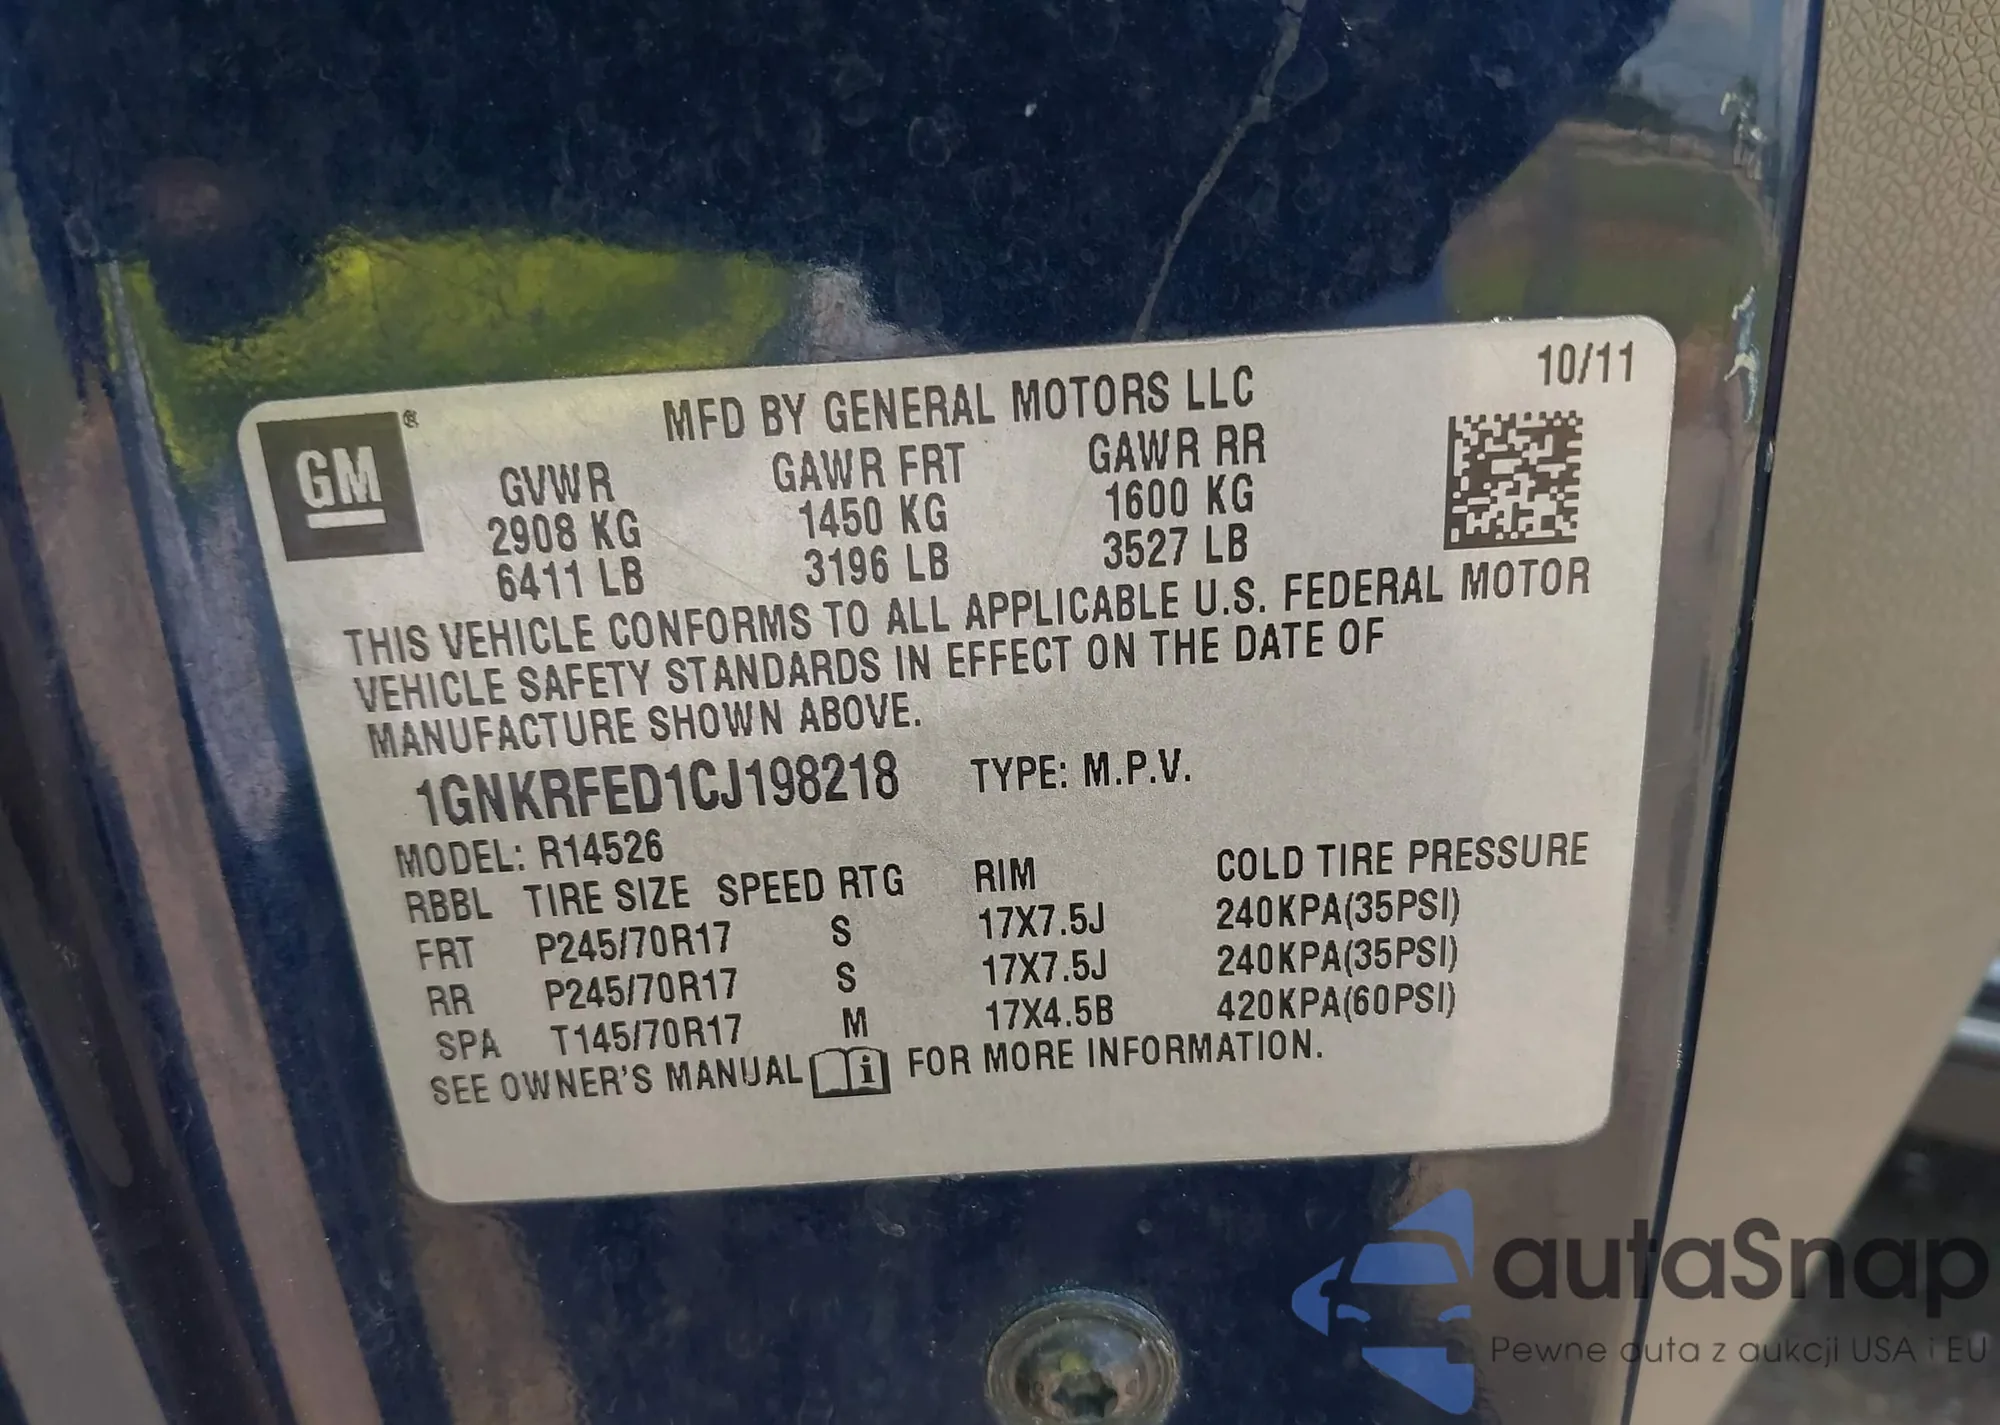 10/11
MFD BY GENERAL MOTORS LLC
GM®
GVWR GAWR FRT GAWR RR
2908 KG 1450 KG 1600 KG
6411 LB 3196 LB 3527 LB
THIS VEHICLE CONFORMS TO ALL APPLICABLE U.S. FEDERAL MOTOR
VEHICLE SAFETY STANDARDS IN EFFECT ON THE DATE OF
MANUFACTURE SHOWN ABOVE.
1GNKRFED1CJ198218 TYPE: M.P.V.
MODEL: R14526
RBBL TIRE SIZE SPEED RTG RIM COLD TIRE PRESSURE
FRT P245/70R17 S 17X7.5J 240KPA(35PSI)
RR P245/70R17 S 17X7.5J 240KPA(35PSI)
SPA T145/70R17 M 17X4.5B 420KPA(60PSI)
SEE OWNER'S MANUAL i FOR MORE INFORMATION.
autaSnap
Pewne auta z aukcji USA i EU